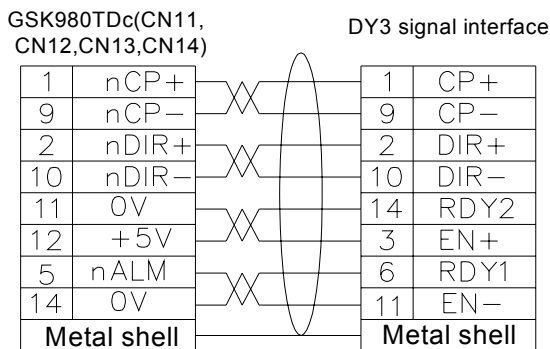 GSK980TDc(CN11,
CN12,CN13,CN14)
DY3 signal interface
1 nCP+ 1 CP+
9 nCP− 9 CP−
2 nDIR+ 2 DIR+
10 nDIR− 10 DIR−
11 0V 14 RDY2
12 +5V 3 EN+
5 nALM 6 RDY1
14 0V 11 EN−
Metal shell Metal shell